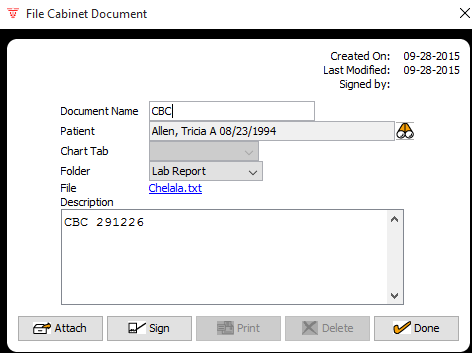 File Cabinet Document
Created On: 09-28-2015
Last Modified: 09-28-2015
Signed by:
Document Name CBC
Patient Allen, Tricia A 08/23/1994
Chart Tab
Folder Lab Report
File Chelala.txt
Description
CBC 291226
Attach Sign Print Delete Done